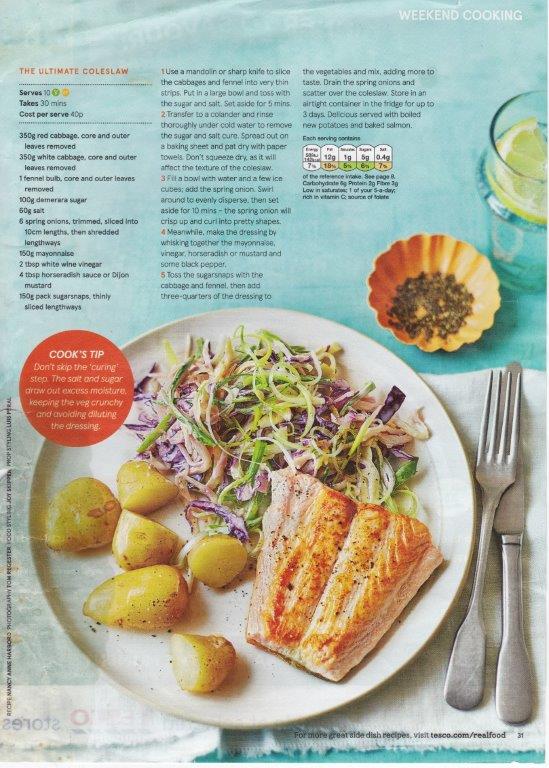 WEEKEND COOKING
THE ULTIMATE COLESLAW
Serves 10
Takes 30 mins
Cost per serve 40p
350g red cabbage, core and outer
leaves removed
350g white cabbage, core and outer
leaves removed
1 fennel bulb, core and outer leaves
removed
100g demerara sugar
60g salt
6 spring onions, trimmed, sliced into
10cm lengths, then shredded
lengthways
150g mayonnaise
2 tbsp white wine vinegar
4 tbsp horseradish sauce or Dijon
mustard
150g pack sugarsnaps, thinly
sliced lengthways
1 Use a mandolin or sharp knife to slice
the cabbages and fennel into very thin
strips. Put in a large bowl and toss with
the sugar and salt. Set aside for 5 mins.
2 Transfer to a colander and rinse
thoroughly under cold water to remove
the sugar and salt cure. Spread out on
a baking sheet and pat dry with paper
towels. Don't squeeze dry, as it will
affect the texture of the coleslaw.
3 Fill a bowl with water and a few ice
cubes; add the spring onion. Swirl
around to evenly disperse, then set
aside for 10 mins – the spring onion will
crisp up and curl into pretty shapes.
4 Meanwhile, make the dressing by
whisking together the mayonnaise,
vinegar, horseradish or mustard and
some black pepper.
5 Toss the sugarsnaps with the
cabbage and fennel, then add
three-quarters of the dressing to
the vegetables and mix, adding more to
taste. Drain the spring onions and
scatter over the coleslaw. Store in an
airtight container in the fridge for up to
3 days. Delicious served with boiled
new potatoes and baked salmon.
Each serving contains
Energy Fat Saturates Sugars Salt
12g 1g 5g 0.4g
7% 18% 5% 6% 7%
of the reference intake. See page 8.
Carbohydrate 6g Protein 2g Fibre 3g
Low in saturates; 1 of your 5-a-day;
rich in vitamin C; source of folate
COOK'S TIP
Don't skip the 'curing'
step. The salt and sugar
draw out excess moisture,
keeping the veg crunchy
and avoiding diluting
the dressing.
For more great side dish recipes, visit tesco.com/realfood 31